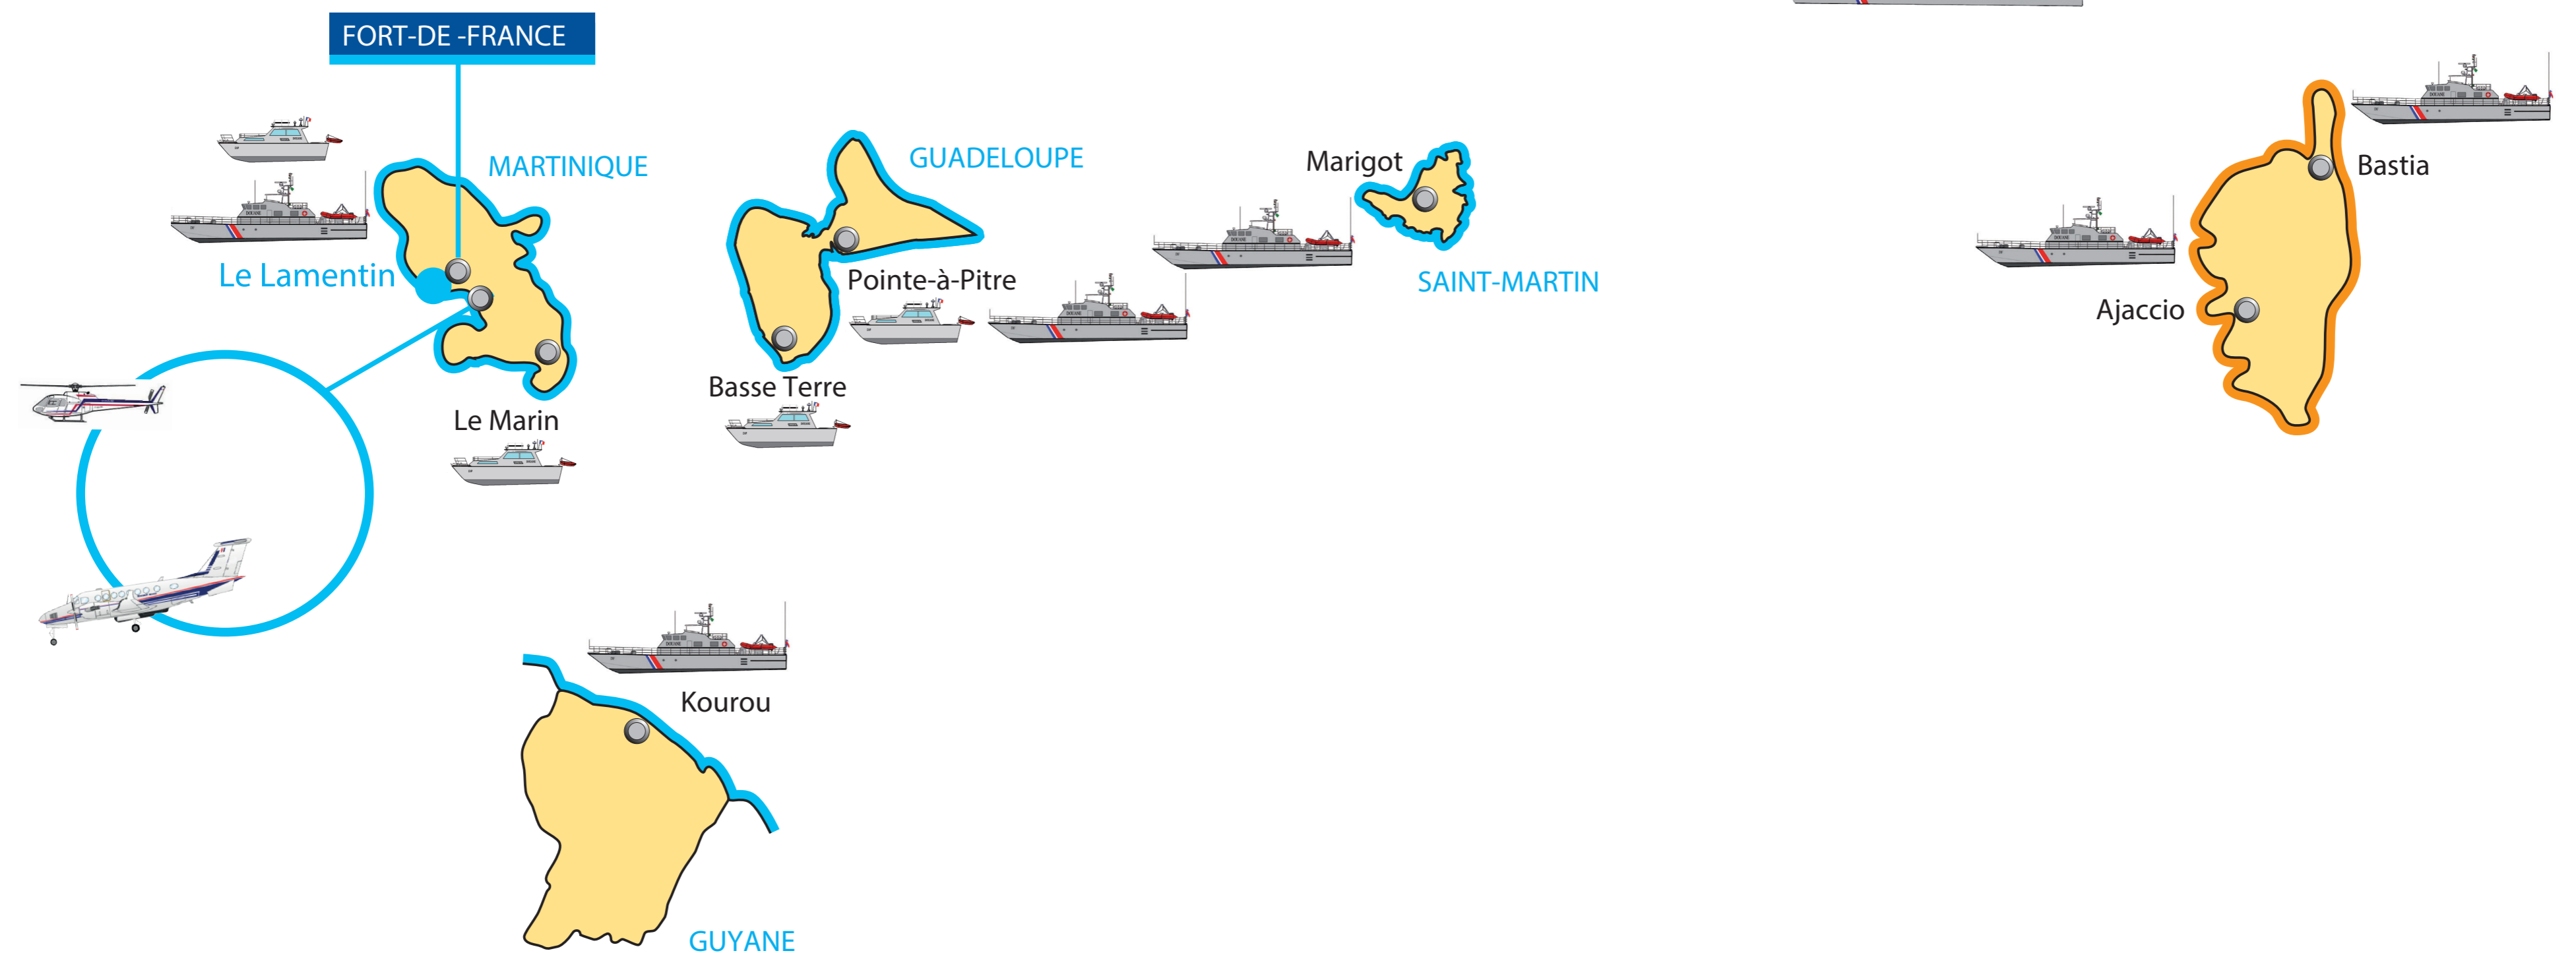 FORT-DE -FRANCE
MARTINIQUE
Le Lamentin
Le Marin
GUADELOUPE
Pointe-à-Pitre
Basse Terre
Marigot
SAINT-MARTIN
Bastia
Ajaccio
Kourou
GUYANE